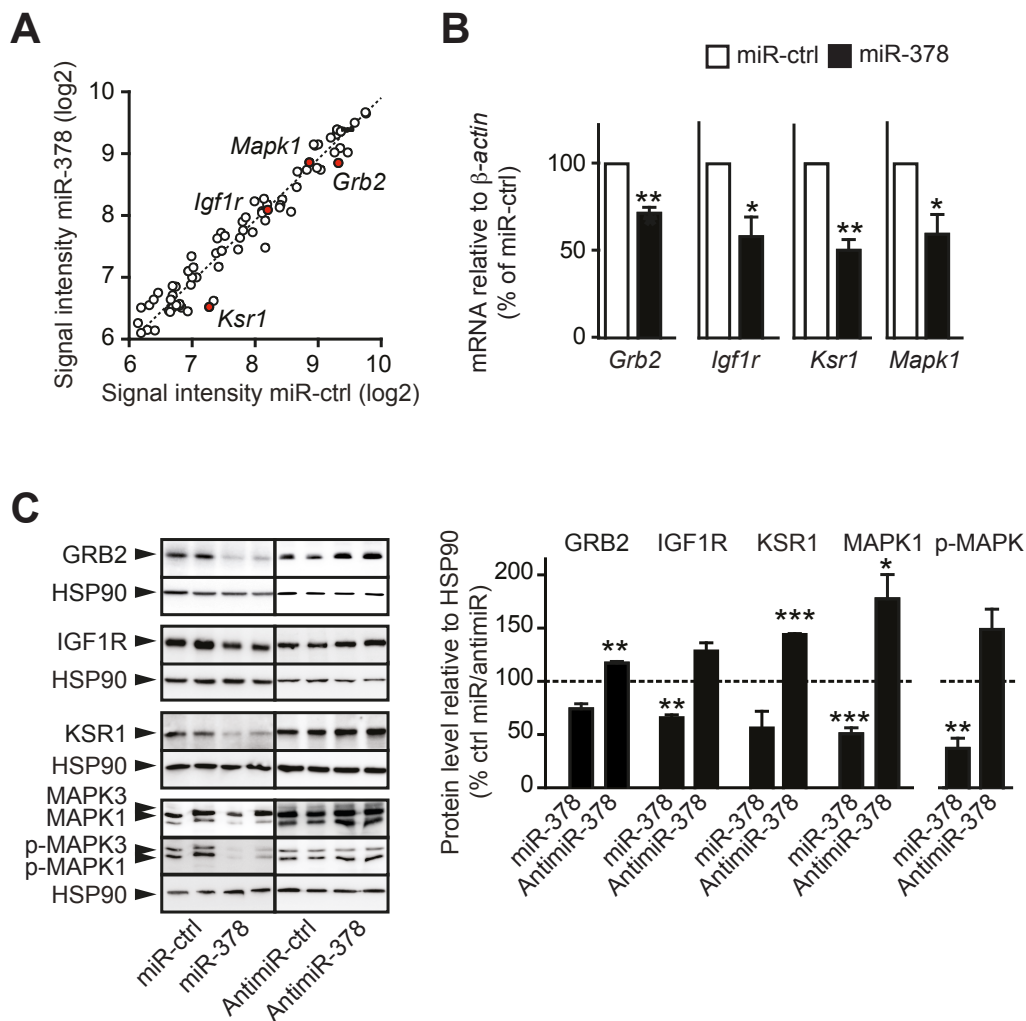 A
Signal intensity miR-378 (log2)
10
9
8
7
6
Mapk1
Grb2
Igf1r
Ksr1
6 7 8 9 10
Signal intensity miR-ctrl (log2)
B
miR-ctrl miR-378
mRNA relative to β-actin
(% of miR-ctrl)
100
50
0
** * ** *
Grb2 Igf1r Ksr1 Mapk1
C
GRB2
HSP90
IGF1R
HSP90
KSR1
HSP90
MAPK3
MAPK1
p-MAPK3
p-MAPK1
HSP90
miR-ctrl
miR-378
AntimiR-ctrl
AntimiR-378
Protein level relative to HSP90
(% ctrl miR/antimiR)
GRB2 IGF1R KSR1 MAPK1 p-MAPK
200
150
100
50
0
** ** *** *** * **
miR-378
AntimiR-378
miR-378
AntimiR-378
miR-378
AntimiR-378
miR-378
AntimiR-378
miR-378
AntimiR-378